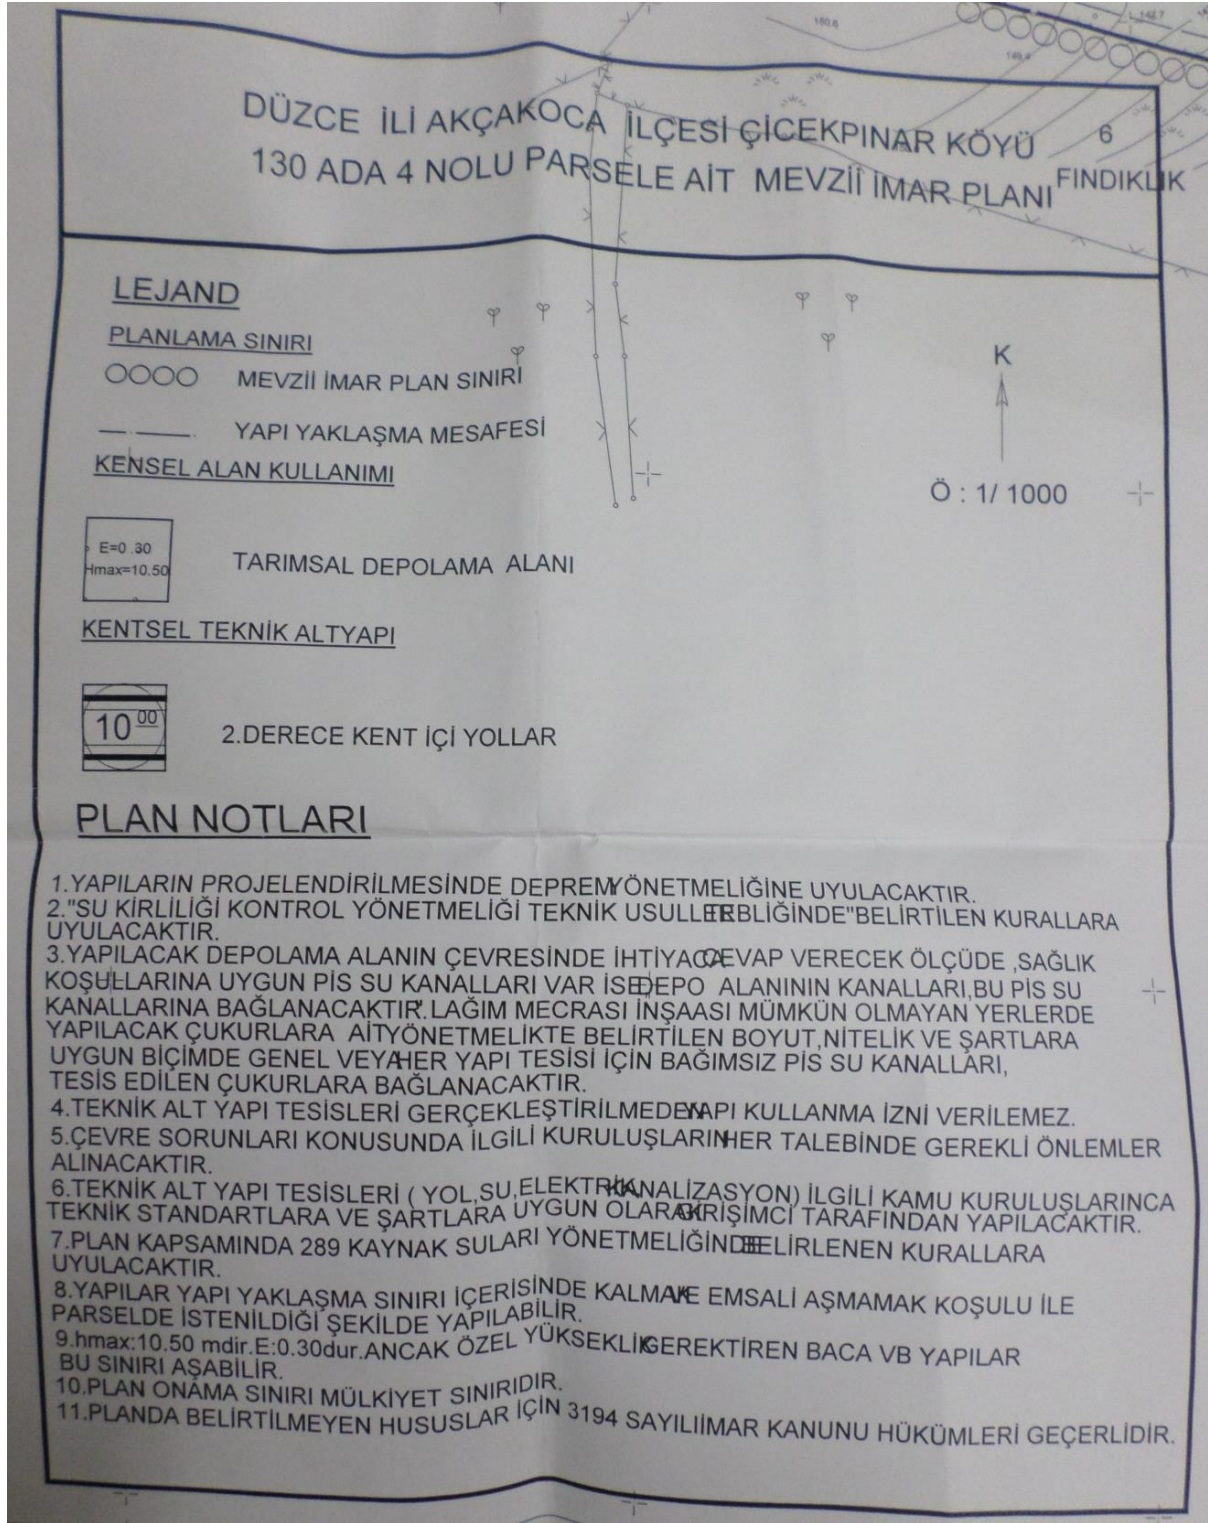 150.6
149.4
DÜZCE İLİ AKÇAKOCA İLÇESİ ÇİCEKPINAR KÖYÜ
130 ADA 4 NOLU PARSELE AİT MEVZİİ İMAR PLANI
6
FINDIKLIK
LEJAND
PLANLAMA SINIRI
MEVZİİ İMAR PLAN SINIRI
YAPI YAKLAŞMA MESAFESİ
KENSEL ALAN KULLANIMI
K
Ö : 1/ 1000
E=0 .30
Hmax=10.50
TARIMSAL DEPOLAMA ALANI
KENTSEL TEKNİK ALTYAPI
10 00
2.DERECE KENT İÇİ YOLLAR
PLAN NOTLARI
1.YAPILARIN PROJELENDİRİLMESİNDE DEPREM YÖNETMELİĞİNE UYULACAKTIR.
2."SU KİRLİLİĞİ KONTROL YÖNETMELİĞİ TEKNİK USULLER TEBLİĞİNDE"BELİRTİLEN KURALLARA
UYULACAKTIR.
3.YAPILACAK DEPOLAMA ALANIN ÇEVRESİNDE İHTİYACA CEVAP VERECEK ÖLÇÜDE ,SAĞLIK
KOŞULLARINA UYGUN PİS SU KANALLARI VAR İSE DEPO ALANININ KANALLARI,BU PİS SU
KANALLARINA BAĞLANACAKTIR. LAĞIM MECRASI İNŞAASI MÜMKÜN OLMAYAN YERLERDE
YAPILACAK ÇUKURLARA AİT YÖNETMELİKTE BELİRTİLEN BOYUT,NİTELİK VE ŞARTLARA
UYGUN BİÇİMDE GENEL VEYA HER YAPI TESİSİ İÇİN BAĞIMSIZ PİS SU KANALLARI,
TESİS EDİLEN ÇUKURLARA BAĞLANACAKTIR.
4.TEKNİK ALT YAPI TESİSLERİ GERÇEKLEŞTİRİLMEDEN YAPI KULLANMA İZNİ VERİLEMEZ.
5.ÇEVRE SORUNLARI KONUSUNDA İLGİLİ KURULUŞLARIN HER TALEBİNDE GEREKLİ ÖNLEMLER
ALINACAKTIR.
6.TEKNİK ALT YAPI TESİSLERİ ( YOL,SU,ELEKTRİK,KANALİZASYON) İLGİLİ KAMU KURULUŞLARINCA
TEKNİK STANDARTLARA VE ŞARTLARA UYGUN OLARAK GİRİŞİMCİ TARAFINDAN YAPILACAKTIR.
7.PLAN KAPSAMINDA 289 KAYNAK SULARI YÖNETMELİĞİNDE BELİRLENEN KURALLARA
UYULACAKTIR.
8.YAPILAR YAPI YAKLAŞMA SINIRI İÇERİSİNDE KALMAK VE EMSALİ AŞMAMAK KOŞULU İLE
PARSELDE İSTENİLDİĞİ ŞEKİLDE YAPILABİLİR.
9.hmax:10.50 mdir.E:0.30dur.ANCAK ÖZEL YÜKSEKLİK GEREKTİREN BACA VB YAPILAR
BU SINIRI AŞABİLİR.
10.PLAN ONAMA SINIRI MÜLKİYET SINIRIDIR.
11.PLANDA BELİRTİLMEYEN HUSUSLAR İÇİN 3194 SAYILIİMAR KANUNU HÜKÜMLERİ GEÇERLİDİR.